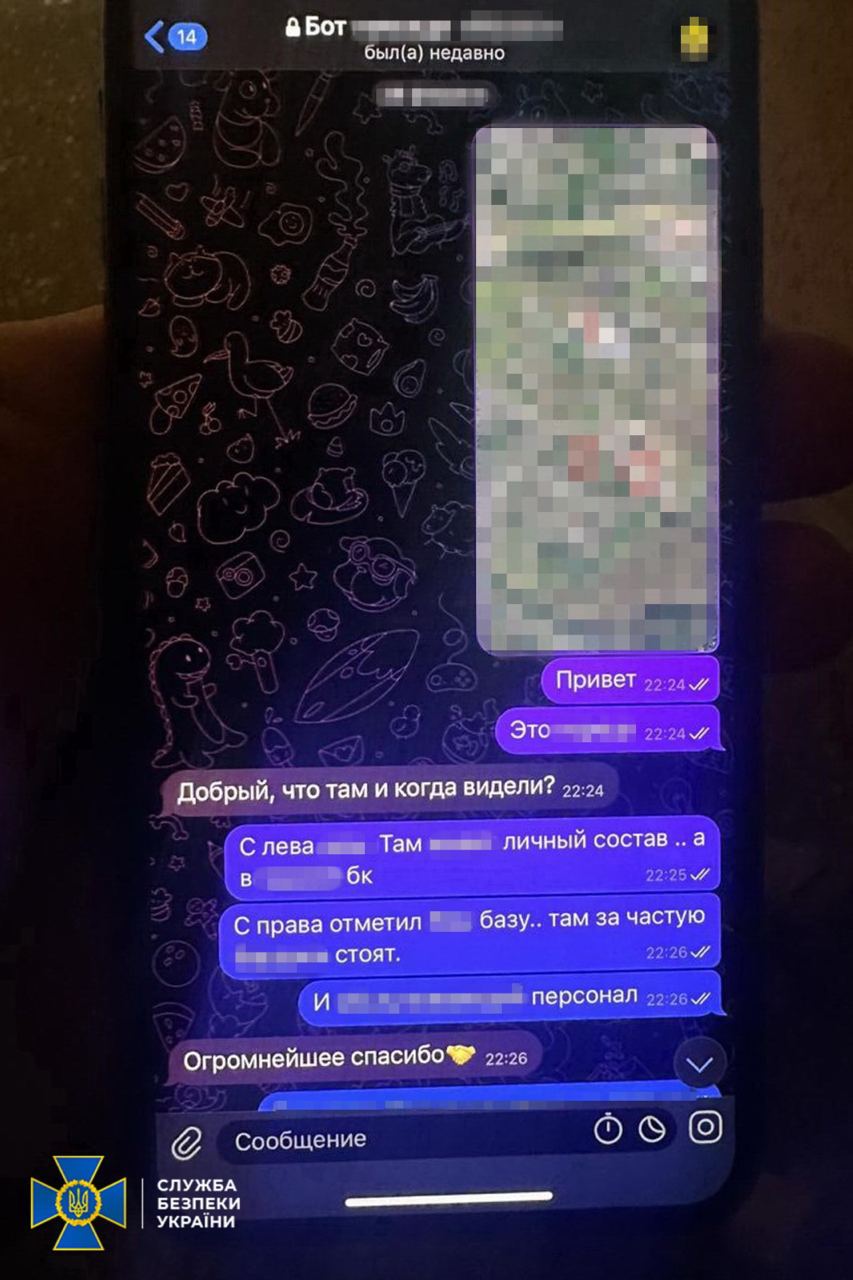 14
Бот
был(а) недавно
Привет 22:24
Это 22:24
Добрый, что там и когда видели? 22:24
С лева Там личный состав .. а
в бк 22:25
С права отметил базу.. там за частую
стоят. 22:26
И персонал 22:26
Огромнейшее спасибо🤝 22:26
Сообщение
СЛУЖБА
БЕЗПЕКИ
УКРАЇНИ